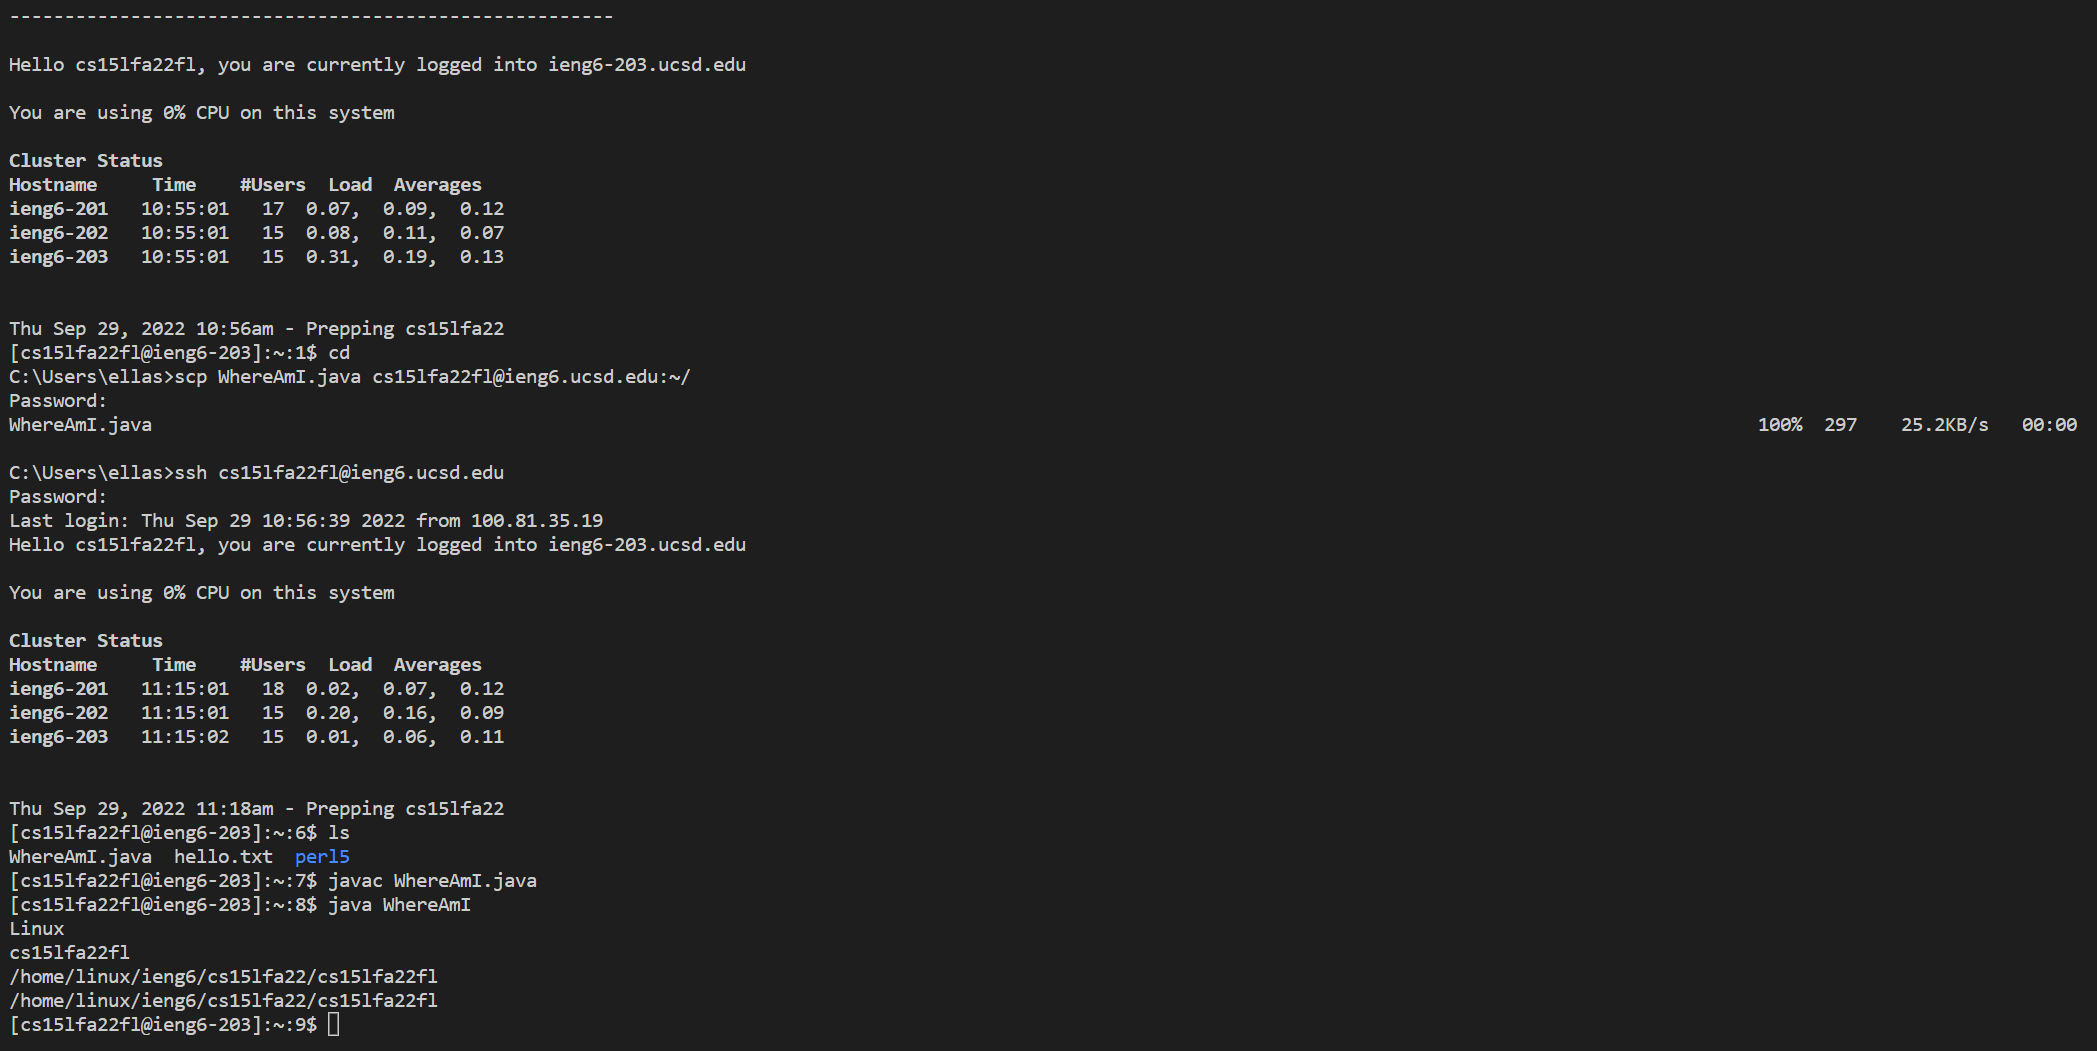 -------------------------------------------------------
Hello cs15lfa22fl, you are currently logged into ieng6-203.ucsd.edu
You are using 0% CPU on this system
Cluster Status
Hostname     Time    #Users  Load  Averages
ieng6-201   10:55:01   17  0.07,  0.09,  0.12
ieng6-202   10:55:01   15  0.08,  0.11,  0.07
ieng6-203   10:55:01   15  0.31,  0.19,  0.13
Thu Sep 29, 2022 10:56am - Prepping cs15lfa22
[cs15lfa22fl@ieng6-203]:~:1$ cd
C:\Users\ellas>scp WhereAmI.java cs15lfa22fl@ieng6.ucsd.edu:~/
Password:
WhereAmI.java 100%  297    25.2KB/s   00:00
C:\Users\ellas>ssh cs15lfa22fl@ieng6.ucsd.edu
Password:
Last login: Thu Sep 29 10:56:39 2022 from 100.81.35.19
Hello cs15lfa22fl, you are currently logged into ieng6-203.ucsd.edu
You are using 0% CPU on this system
Cluster Status
Hostname     Time    #Users  Load  Averages
ieng6-201   11:15:01   18  0.02,  0.07,  0.12
ieng6-202   11:15:01   15  0.20,  0.16,  0.09
ieng6-203   11:15:02   15  0.01,  0.06,  0.11
Thu Sep 29, 2022 11:18am - Prepping cs15lfa22
[cs15lfa22fl@ieng6-203]:~:6$ ls
WhereAmI.java  hello.txt  perl5
[cs15lfa22fl@ieng6-203]:~:7$ javac WhereAmI.java
[cs15lfa22fl@ieng6-203]:~:8$ java WhereAmI
Linux
cs15lfa22fl
/home/linux/ieng6/cs15lfa22/cs15lfa22fl
/home/linux/ieng6/cs15lfa22/cs15lfa22fl
[cs15lfa22fl@ieng6-203]:~:9$